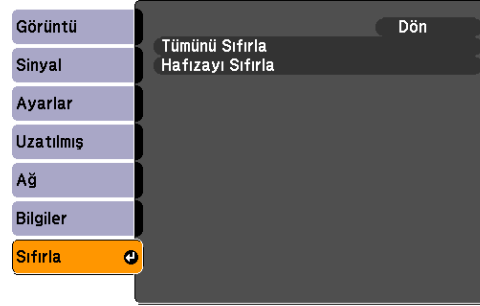 Görüntü
Sinyal
Ayarlar
Uzatılmış
Ağ
Bilgiler
Sıfırla
Dön
Tümünü Sıfırla
Hafızayı Sıfırla